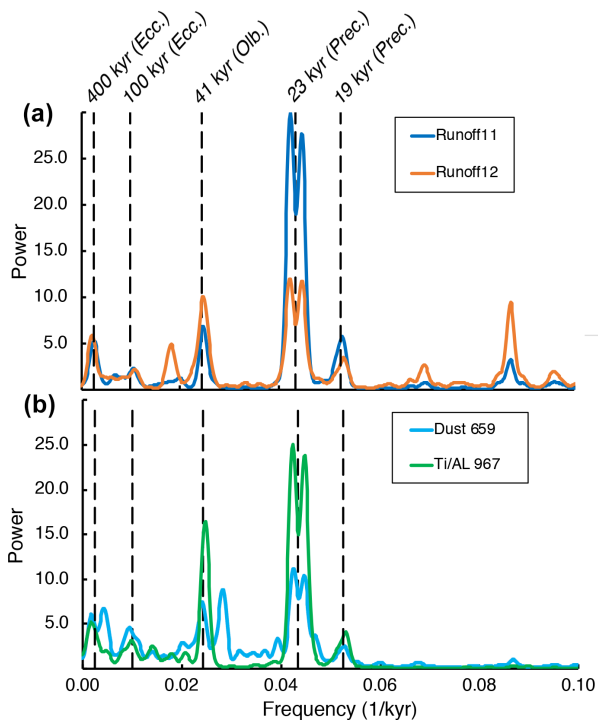 400 kyr (Ecc.)
100 kyr (Ecc.)
41 kyr (Olb.)
23 kyr (Prec.)
19 kyr (Prec.)
(a)
Runoff11
Runoff12
25.0
20.0
15.0
10.0
5.0
Power
(b)
Dust 659
Ti/AL 967
25.0
20.0
15.0
10.0
5.0
Power
0.00 0.02 0.04 0.06 0.08 0.10
Frequency (1/kyr)